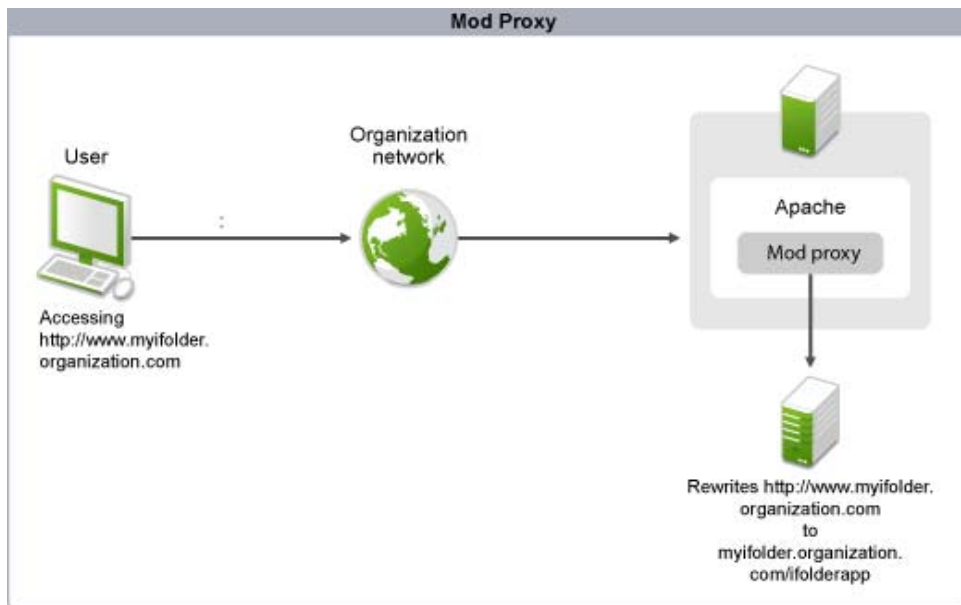 Mod Proxy
User
:
Organization
network
Apache
Mod proxy
Accessing
http://www.myifolder.
organization.com
Rewrites http://www.myifolder.
organization.com
to
myifolder.organization.
com/ifolderapp